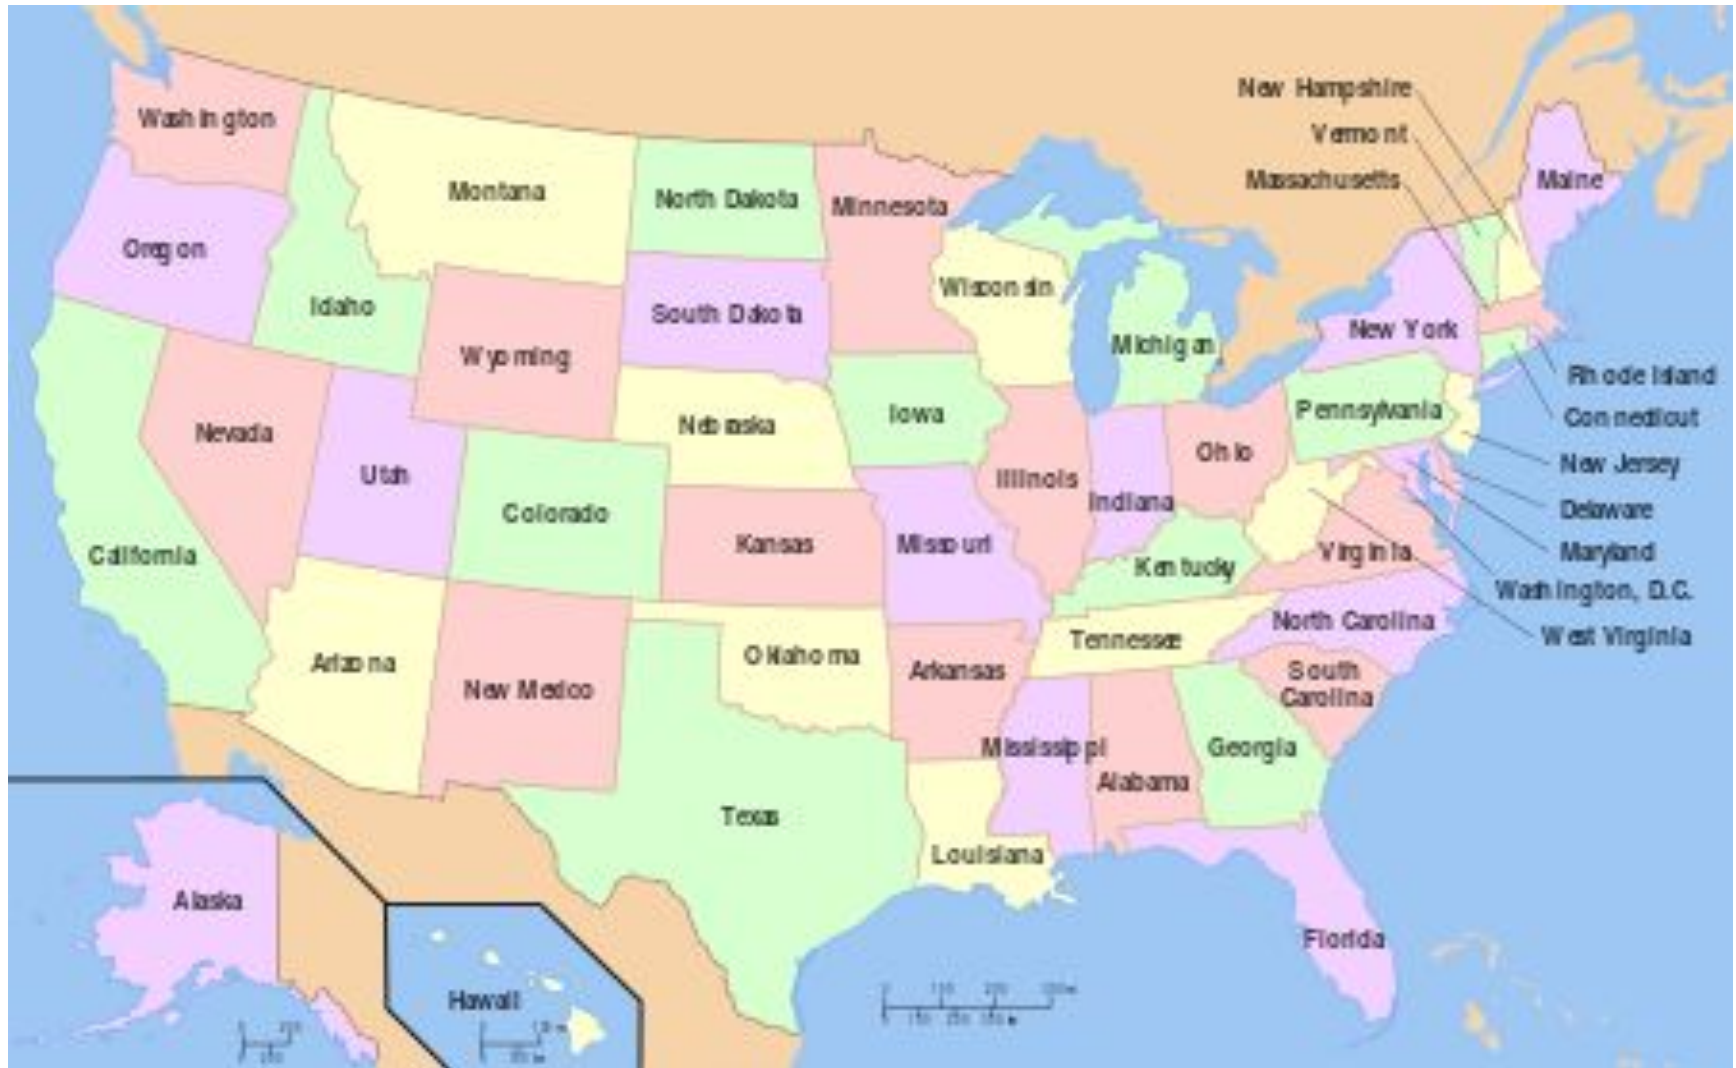 New Hampshire
Vermont
Massachusetts
Washington
Maine
Montana
North Dakota
Minnesota
Oregon
Idaho
Wisconsin
South Dakota
New York
Michigan
Wyoming
Rhode Island
Iowa
Pennsylvania
Connecticut
Nebraska
Nevada
Ohio
New Jersey
Utah
Illinois
Indiana
Delaware
Colorado
Kansas
Missouri
California
Virginia
Maryland
Kentucky
Washington, D.C.
North Carolina
West Virginia
Tennessee
Oklahoma
Arizona
Arkansas
South
Carolina
New Mexico
Mississippi
Georgia
Alabama
Texas
Louisiana
Alaska
Florida
Hawaii